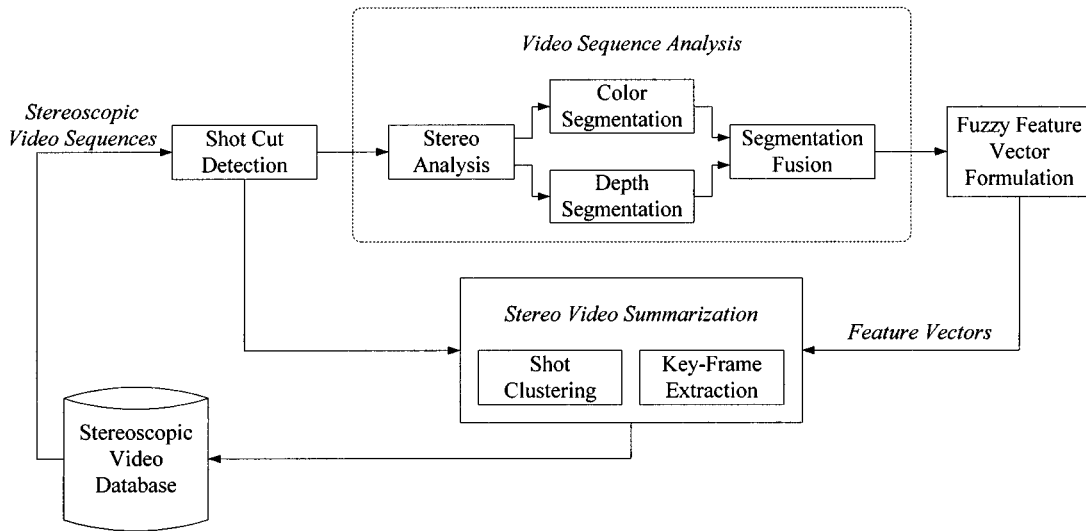 Video Sequence Analysis
Stereoscopic
Video Sequences
Shot Cut
Detection
Stereo
Analysis
Color
Segmentation
Depth
Segmentation
Segmentation
Fusion
Fuzzy Feature
Vector
Formulation
Stereo Video Summarization
Shot
Clustering
Key-Frame
Extraction
Feature Vectors
Stereoscopic
Video
Database